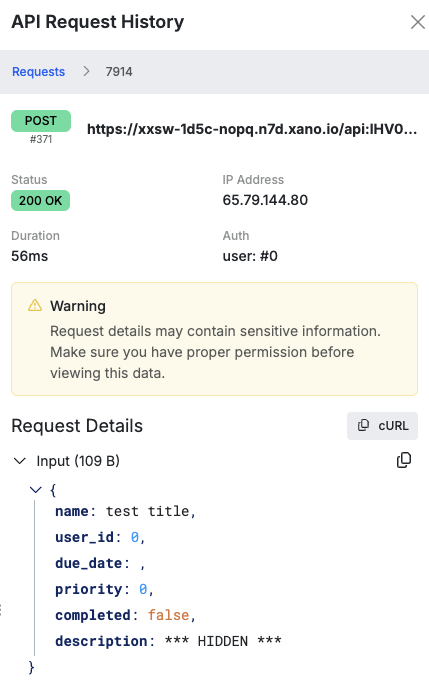 API Request History
Requests > 7914
POST
#371
https://xxsw-1d5c-nopq.n7d.xano.io/api:IHV0...
Status
IP Address
200 OK
65.79.144.80
Duration
Auth
56ms
user: #0
Warning
Request details may contain sensitive information.
Make sure you have proper permission before
viewing this data.
Request Details
cURL
Input (109 B)
{
name: test title,
user_id: 0,
due_date: ,
priority: 0,
completed: false,
description: *** HIDDEN ***
}